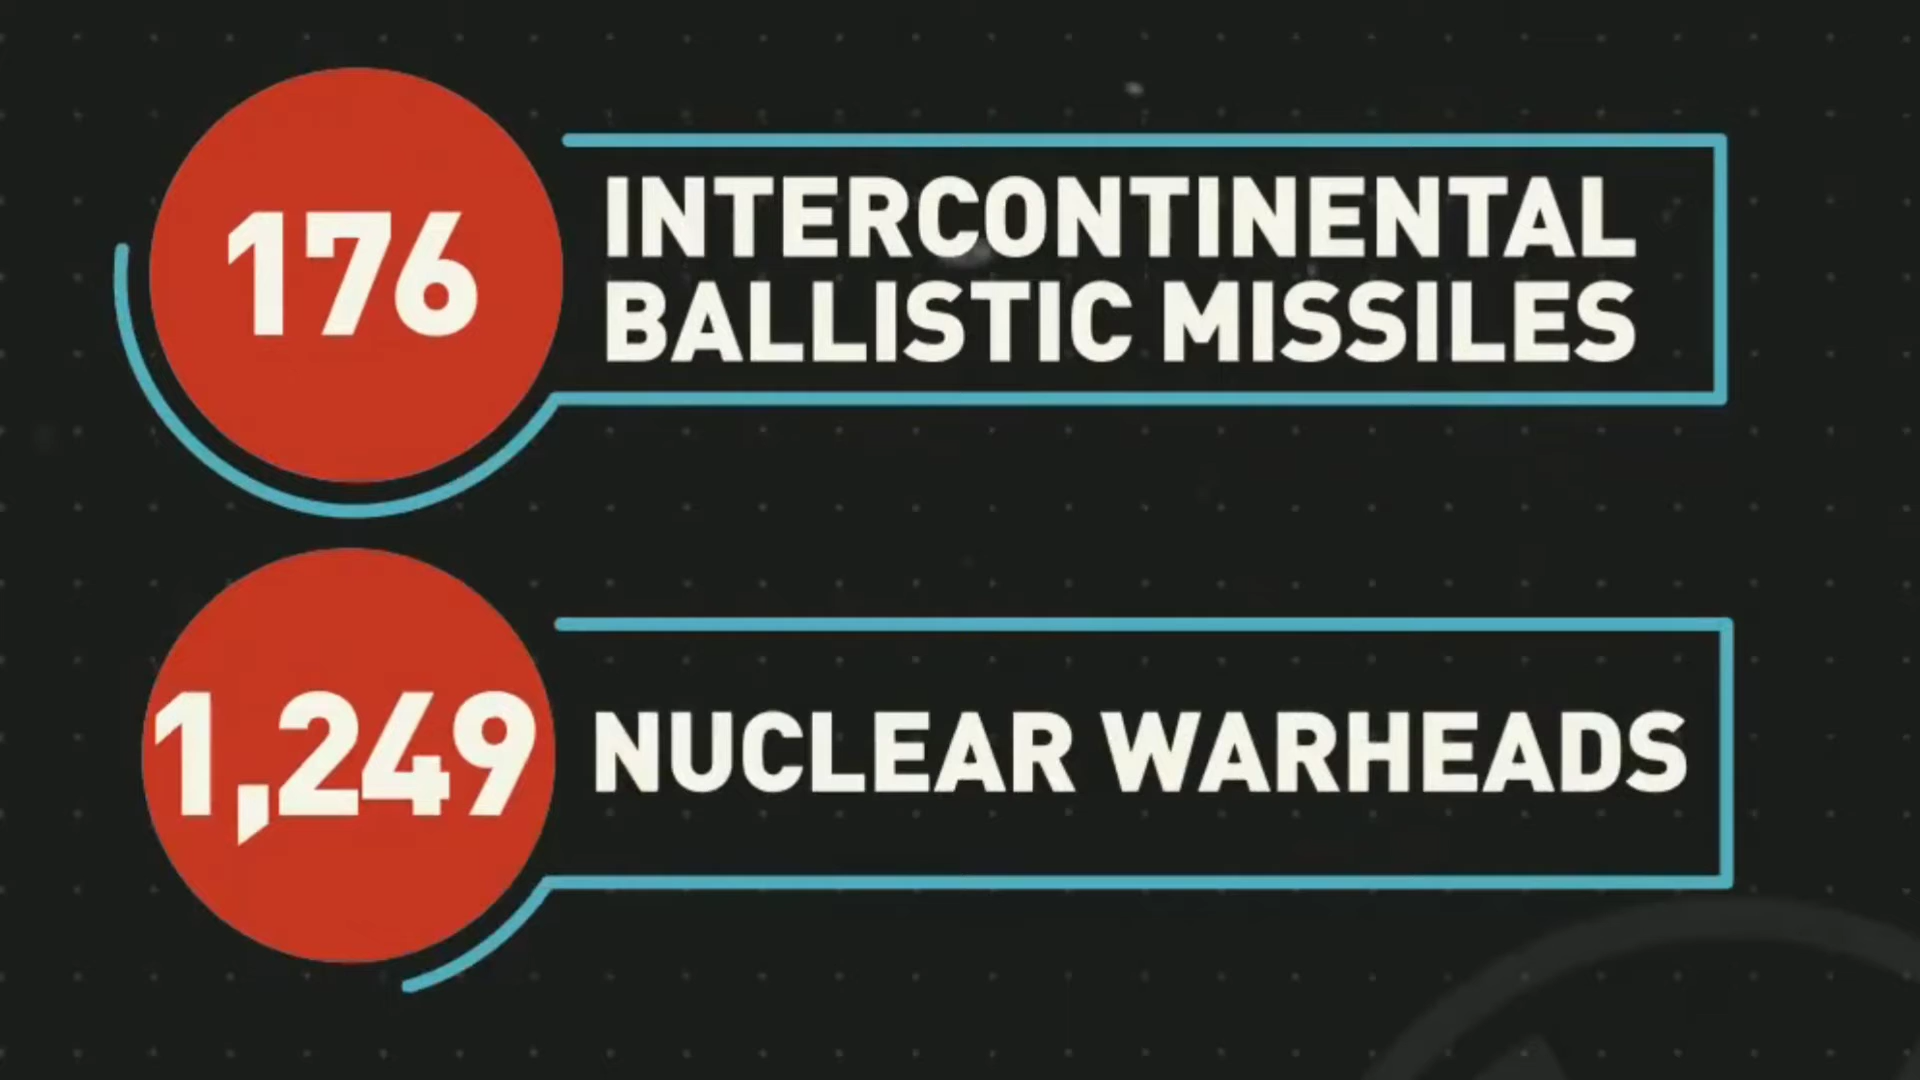 176
INTERCONTINENTAL
BALLISTIC MISSILES
1,249
NUCLEAR WARHEADS